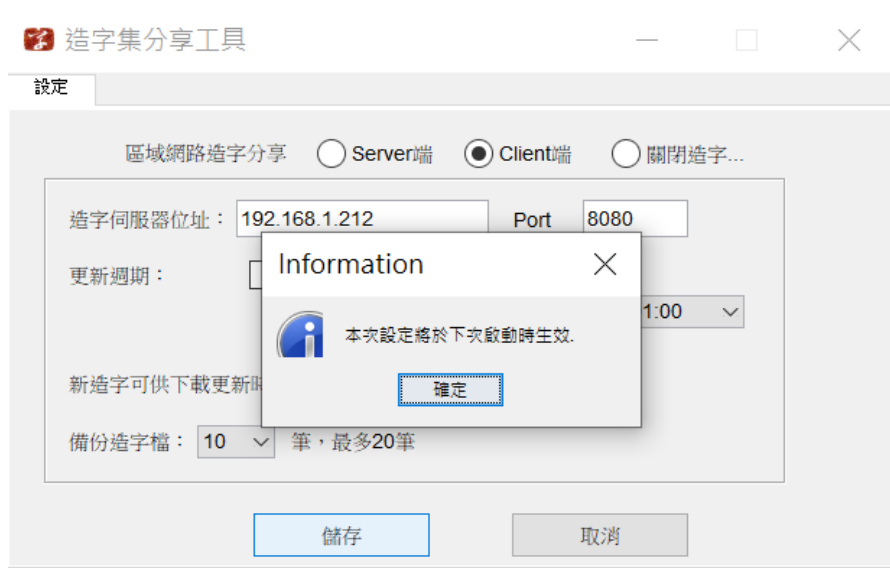 造字集分享工具
設定
區域網路造字分享 Server端 Client端 關閉造字...
造字伺服器位址： 192.168.1.212 Port 8080
Information
更新週期：
1:00
本次設定將於下次啟動時生效.
新造字可供下載更新
確定
備份造字檔： 10 筆，最多20筆
儲存 取消